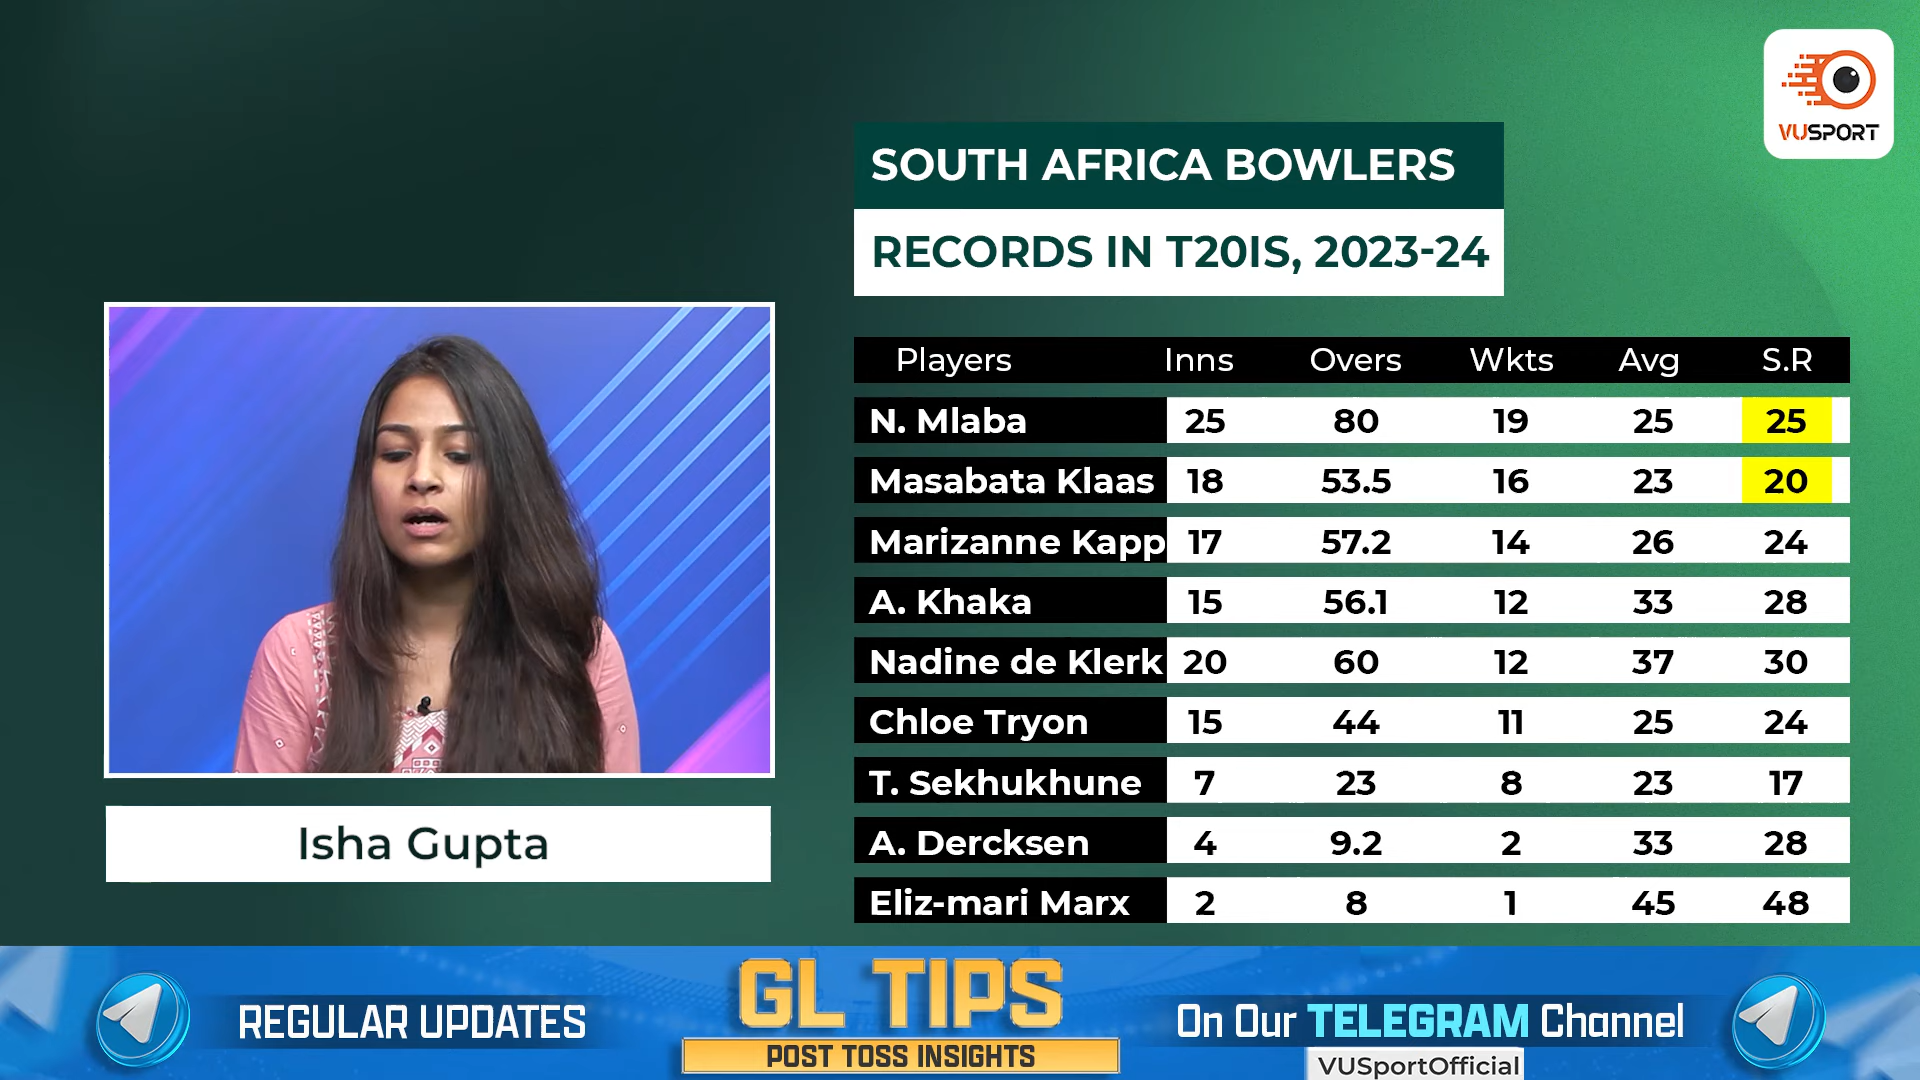 VUSPORT
SOUTH AFRICA BOWLERS
RECORDS IN T20IS, 2023-24
Players Inns Overs Wkts Avg S.R
N. Mlaba 25 80 19 25 25
Masabata Klaas 18 53.5 16 23 20
Marizanne Kapp 17 57.2 14 26 24
A. Khaka 15 56.1 12 33 28
Nadine de Klerk 20 60 12 37 30
Chloe Tryon 15 44 11 25 24
T. Sekhukhune 7 23 8 23 17
A. Dercksen 4 9.2 2 33 28
Eliz-mari Marx 2 8 1 45 48
Isha Gupta
REGULAR UPDATES
GL TIPS
POST TOSS INSIGHTS
On Our TELEGRAM Channel
VUSportOfficial